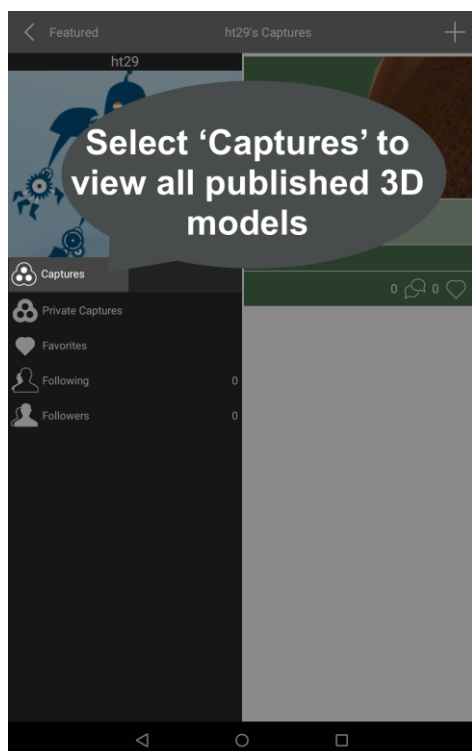 Featured
ht29's Captures
ht29
Select ‘Captures’ to
view all published 3D
models
Captures
0 0
Private Captures
Favorites
Following 0
Followers 0